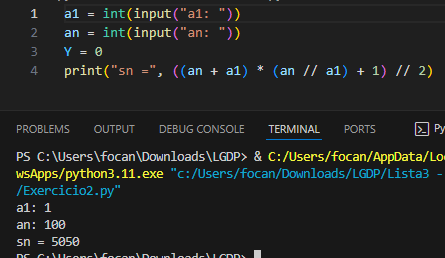 1 a1 = int(input("a1: "))
2 an = int(input("an: "))
3 Y = 0
4 print("sn =", ((an + a1) * (an // a1) + 1) // 2)
PROBLEMS OUTPUT DEBUG CONSOLE TERMINAL PORTS Py
PS C:\Users\focan\Downloads\LGDP> & C:/Users/focan/AppData/Lo
wsApps/python3.11.exe "c:/Users/focan/Downloads/LGDP/Lista3 -
/Exercicio2.py"
a1: 1
an: 100
sn = 5050
PS C:\Users\focan\Downloads\LGDP>